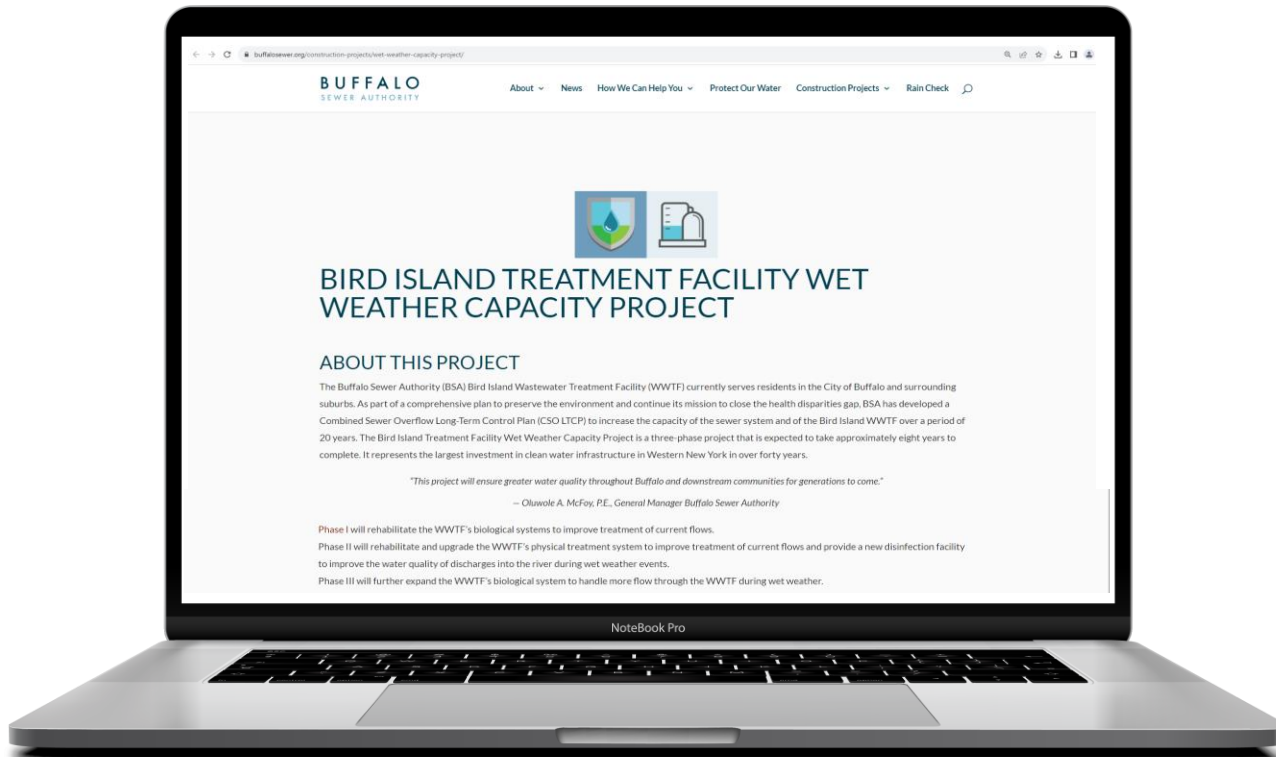 buffalosewer.org/construction-projects/wet-weather-capacity-project/
BUFFALO
SEWER AUTHORITY
About
News
How We Can Help You
Protect Our Water
Construction Projects
Rain Check
BIRD ISLAND TREATMENT FACILITY WET
WEATHER CAPACITY PROJECT
ABOUT THIS PROJECT
The Buffalo Sewer Authority (BSA) Bird Island Wastewater Treatment Facility (WWTF) currently serves residents in the City of Buffalo and surrounding
suburbs. As part of a comprehensive plan to preserve the environment and continue its mission to close the health disparities gap, BSA has developed a
Combined Sewer Overflow Long-Term Control Plan (CSO LTCP) to increase the capacity of the sewer system and of the Bird Island WWTF over a period of
20 years. The Bird Island Treatment Facility Wet Weather Capacity Project is a three-phase project that is expected to take approximately eight years to
complete. It represents the largest investment in clean water infrastructure in Western New York in over forty years.
"This project will ensure greater water quality throughout Buffalo and downstream communities for generations to come."
— Oluwole A. McFoy, P.E., General Manager Buffalo Sewer Authority
Phase I will rehabilitate the WWTF's biological systems to improve treatment of current flows.
Phase II will rehabilitate and upgrade the WWTF's physical treatment system to improve treatment of current flows and provide a new disinfection facility
to improve the water quality of discharges into the river during wet weather events.
Phase III will further expand the WWTF's biological system to handle more flow through the WWTF during wet weather.
NoteBook Pro